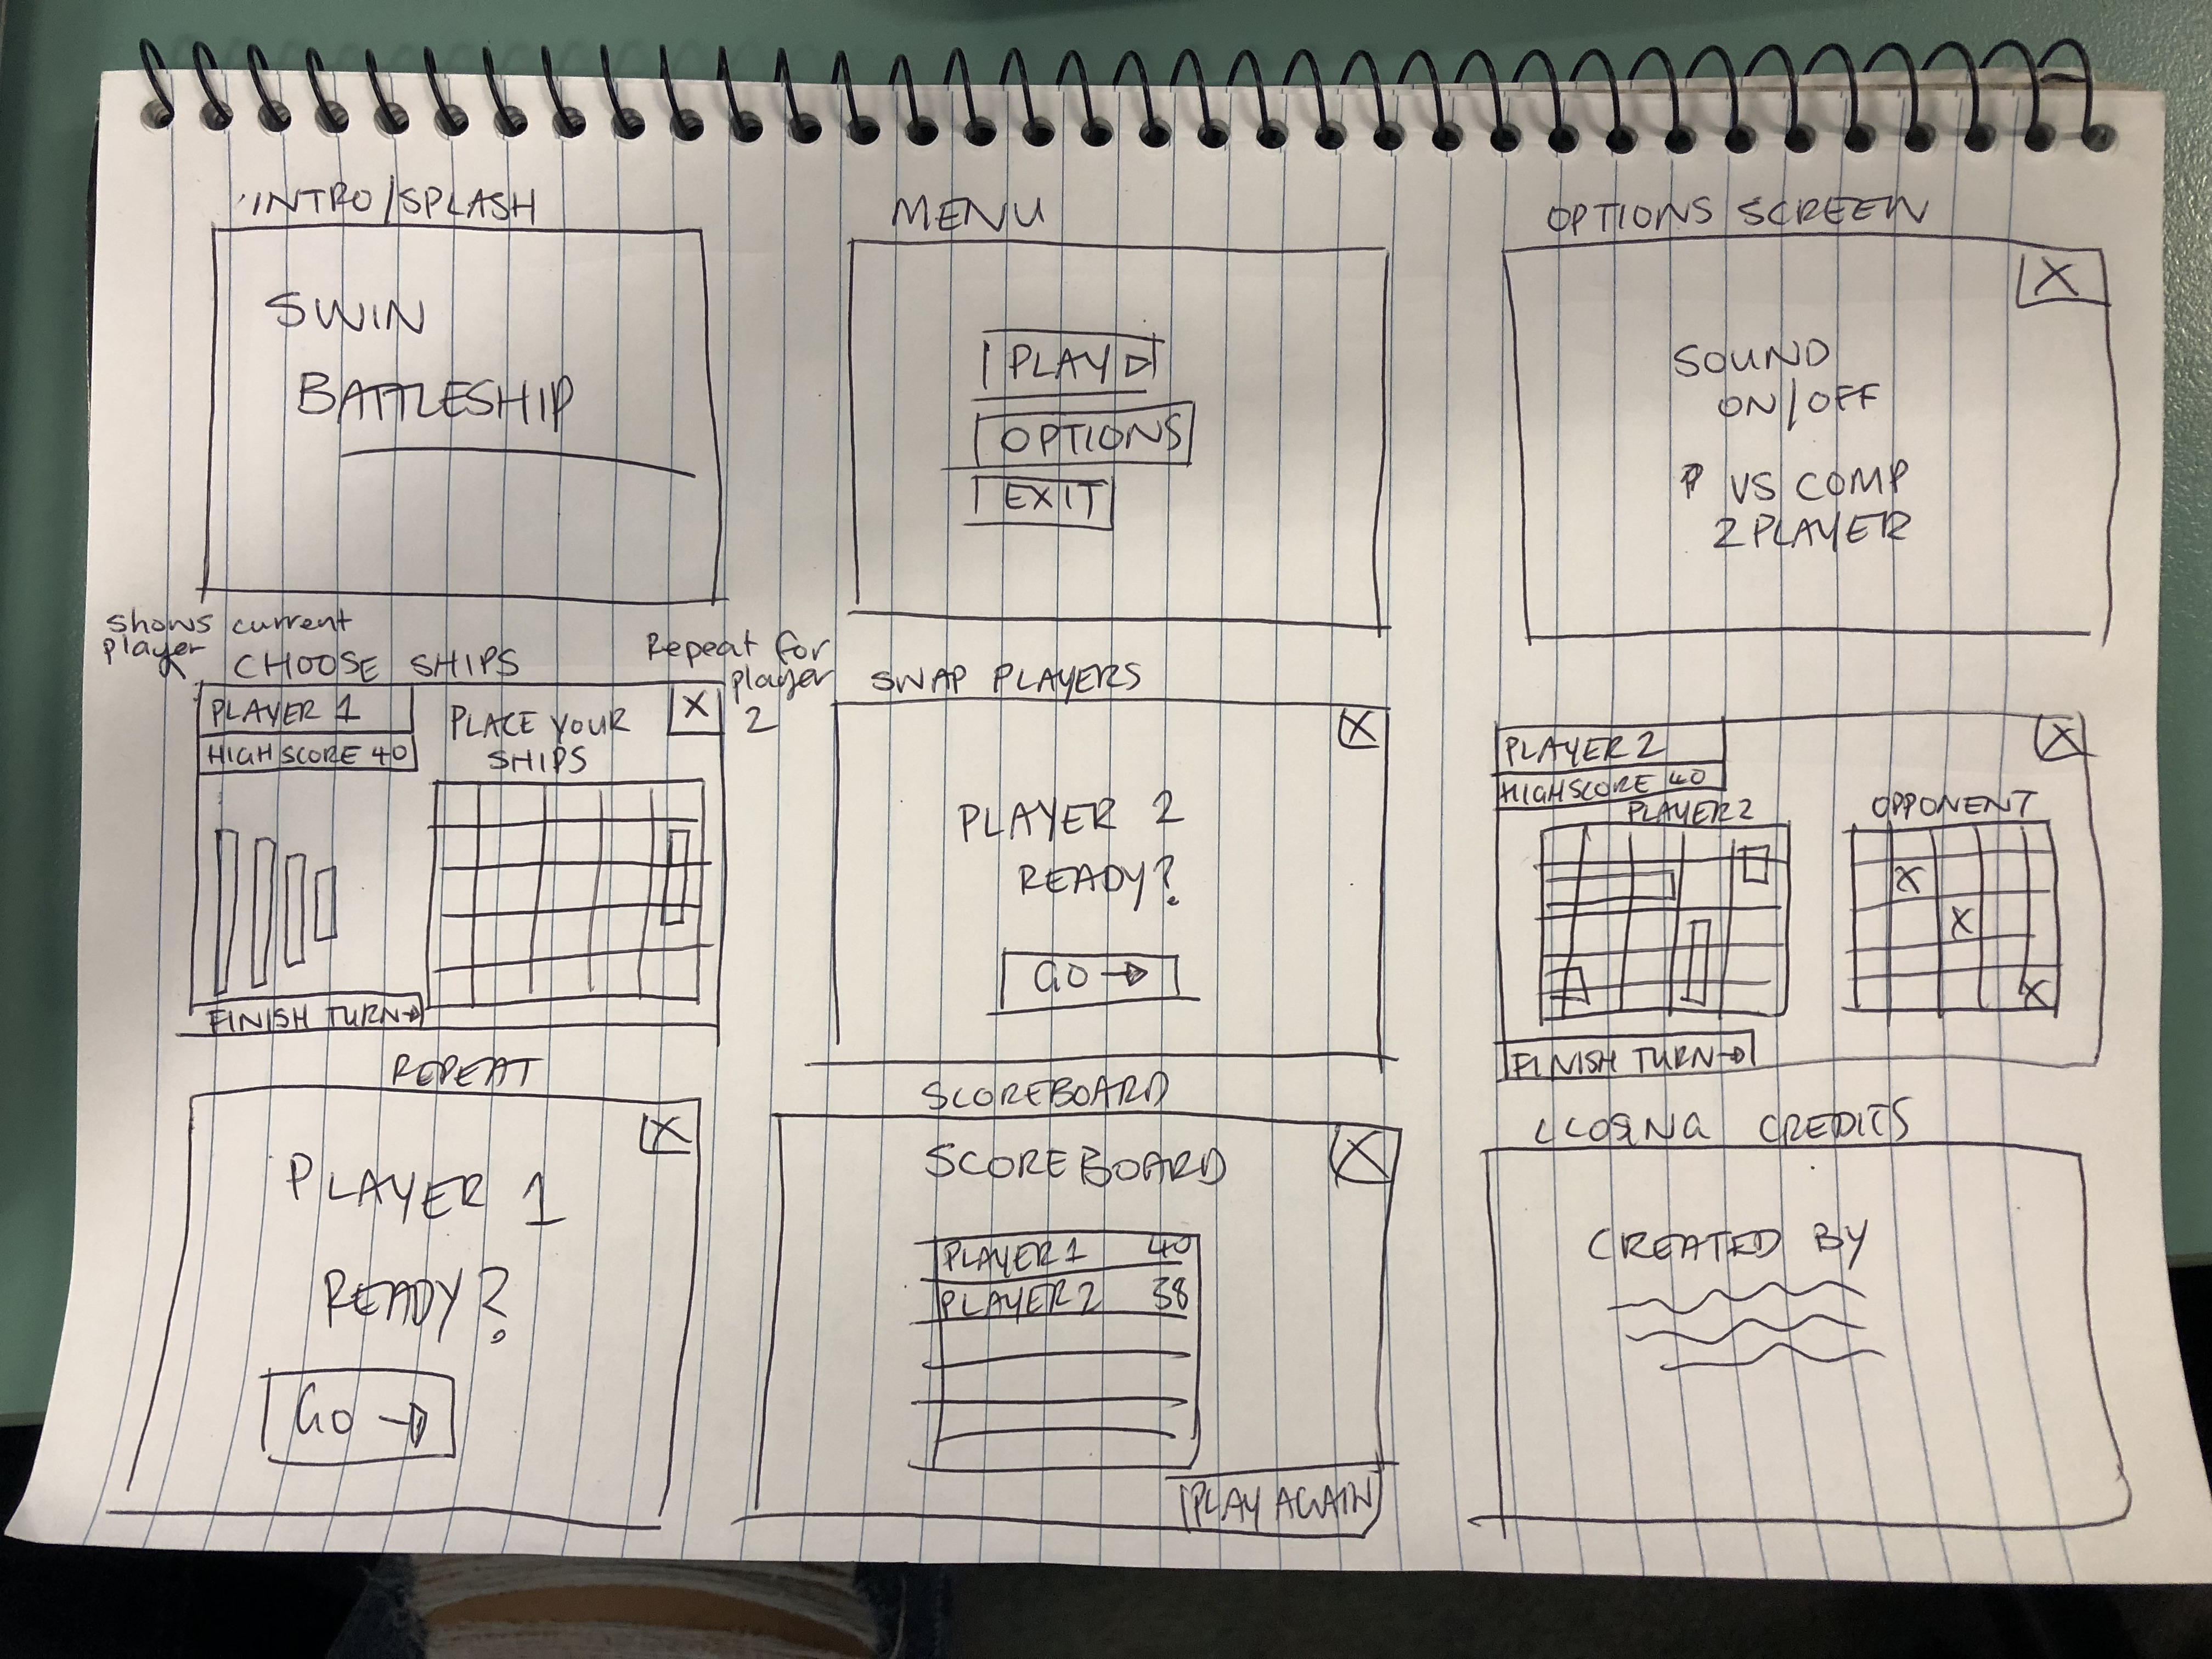 INTRO/SPLASH
SWIN
BATTLESHIP
MENU
PLAY
OPTIONS
EXIT
OPTIONS SCREEN
X
SOUND
ON/OFF
P VS COMP
2 PLAYER
shows current
player
CHOOSE SHIPS
Repeat for
player
2
PLAYER 1
HIGH SCORE 40
PLACE YOUR
SHIPS
X
FINISH TURN→
SWAP PLAYERS
X
PLAYER 2
READY?
GO →
PLAYER 2
HIGHSCORE 40
X
PLAYER 2
OPPONENT
X
X
X
FINISH TURN→
REPEAT
X
PLAYER 1
READY?
GO →
SCOREBOARD
SCOREBOARD
X
PLAYER 1 40
PLAYER 2 38
PLAY AGAIN
CLOSING CREDITS
CREATED BY